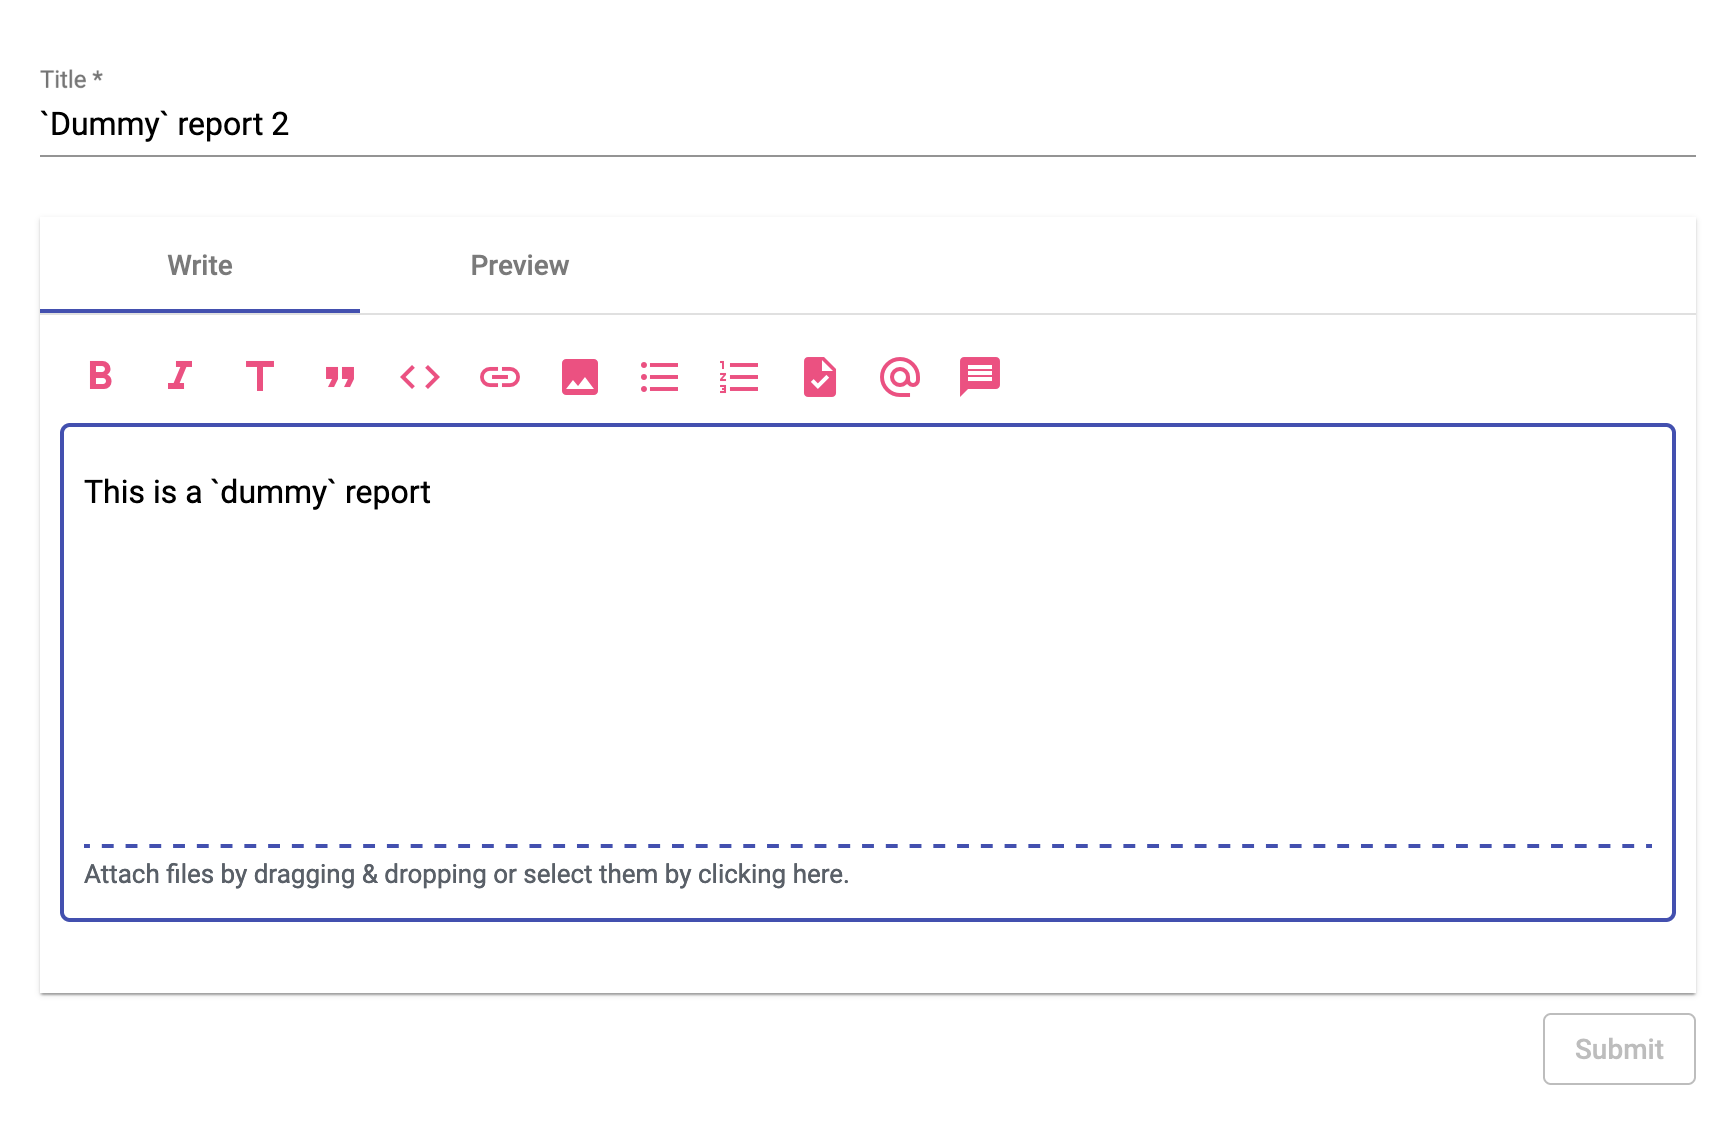 Title *
`Dummy` report 2
Write Preview
This is a `dummy` report
Attach files by dragging & dropping or select them by clicking here.
Submit